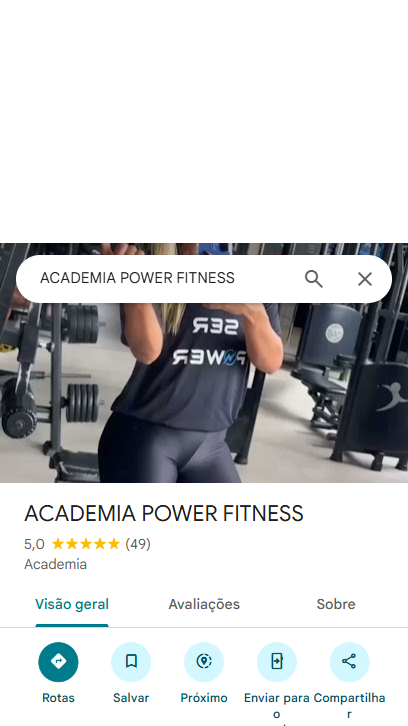 ACADEMIA POWER FITNESS
SER
POWER
ACADEMIA POWER FITNESS
5,0 (49)
Academia
Visão geral Avaliações Sobre
Rotas Salvar Próximo Enviar para o Compartilhar